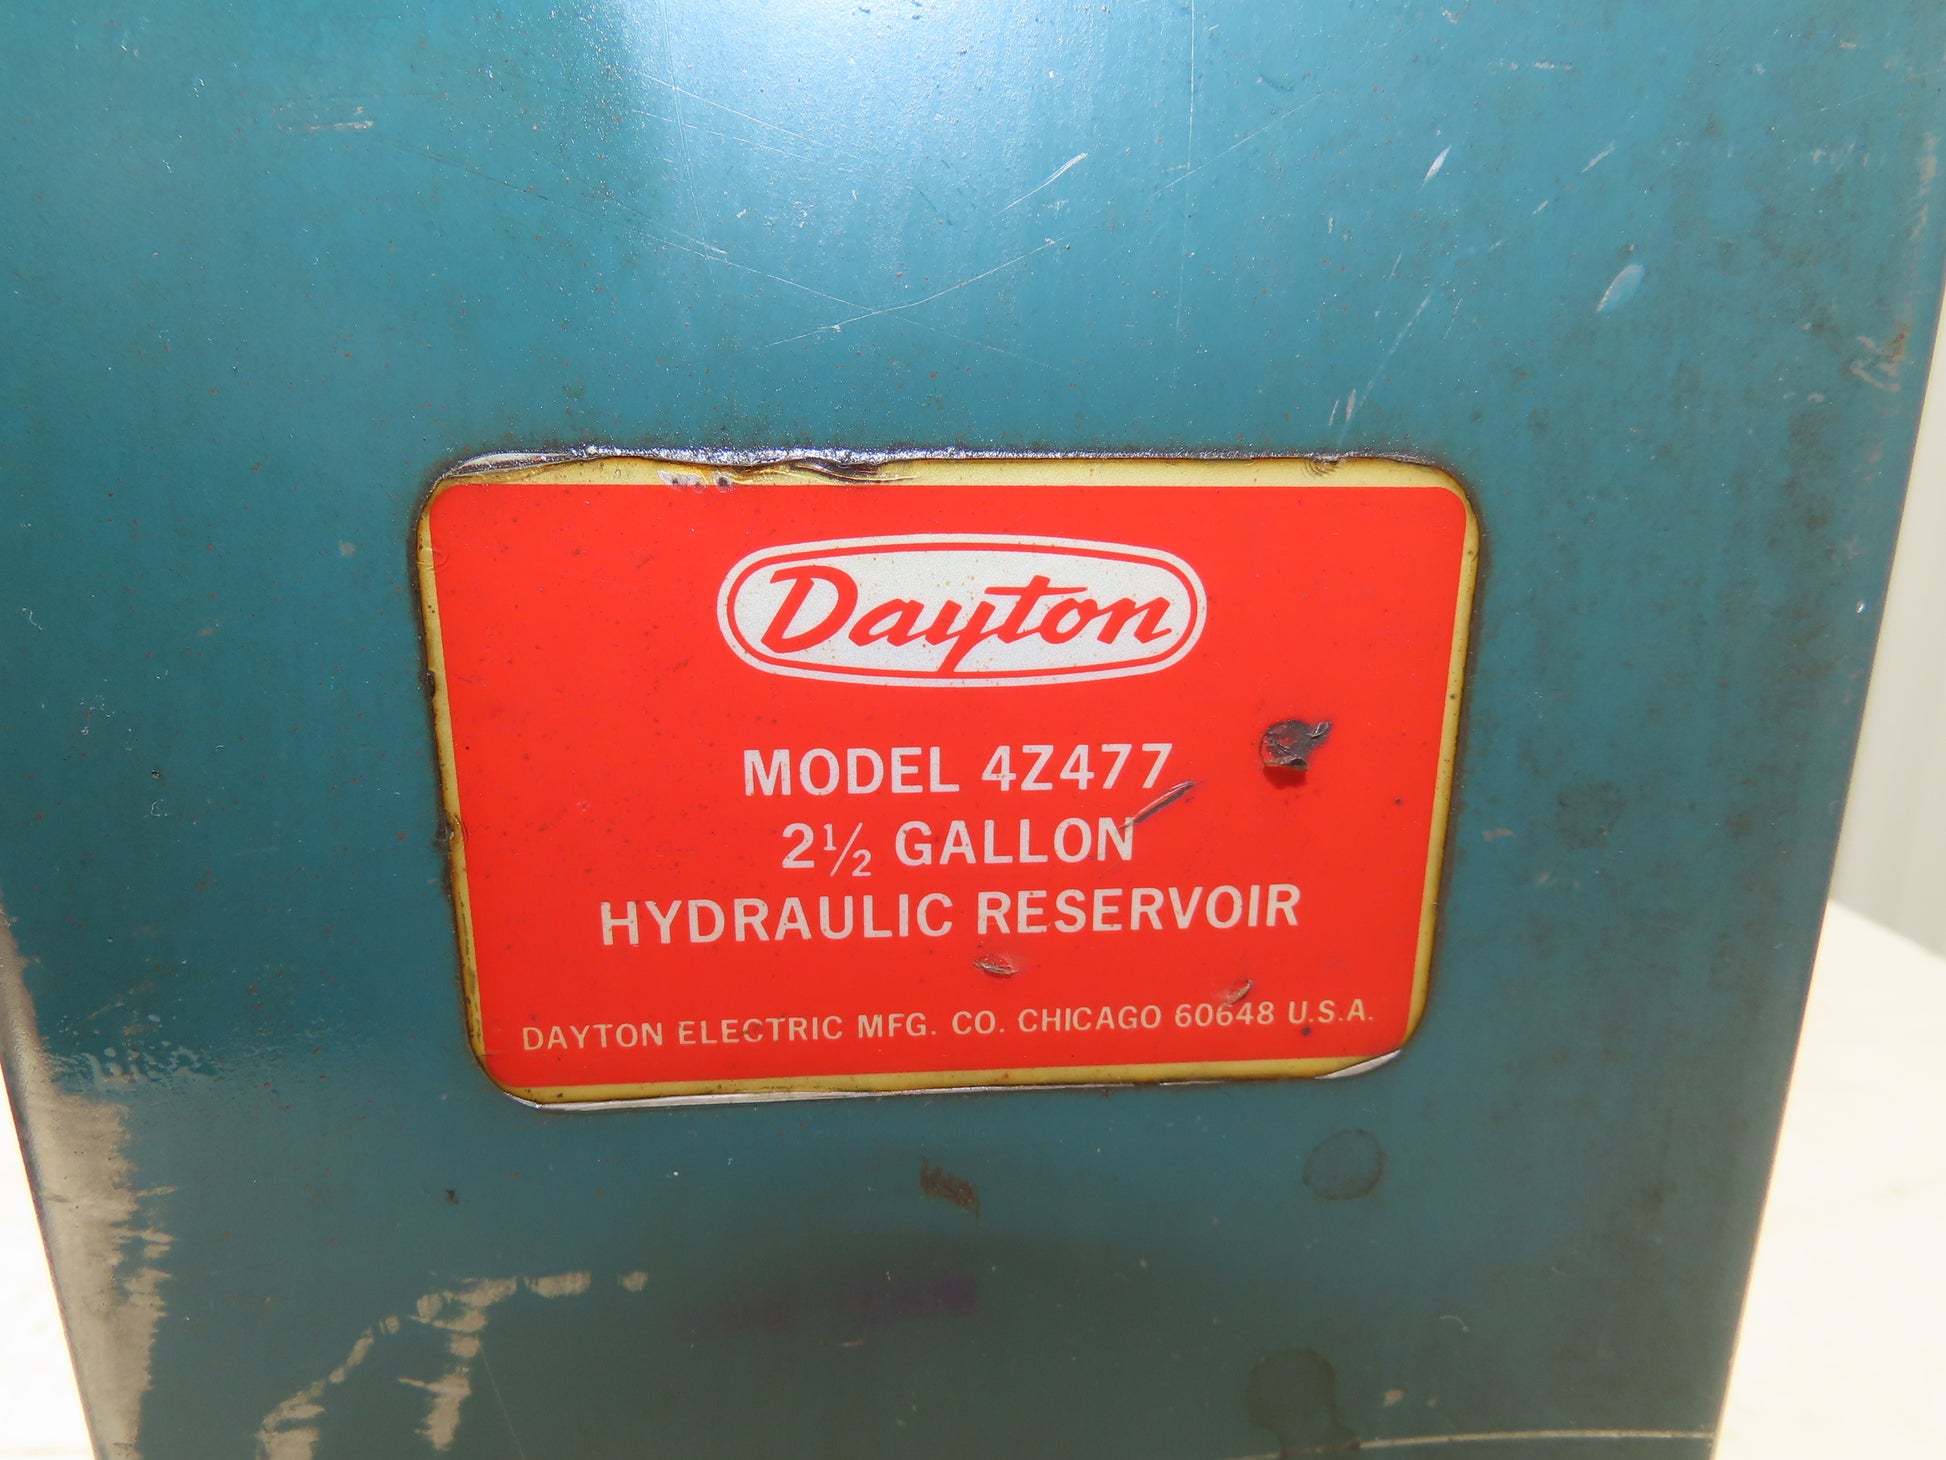 Dayton
MODEL 4Z477
2½ GALLON
HYDRAULIC RESERVOIR
DAYTON ELECTRIC MFG. CO. CHICAGO 60648 U.S.A.